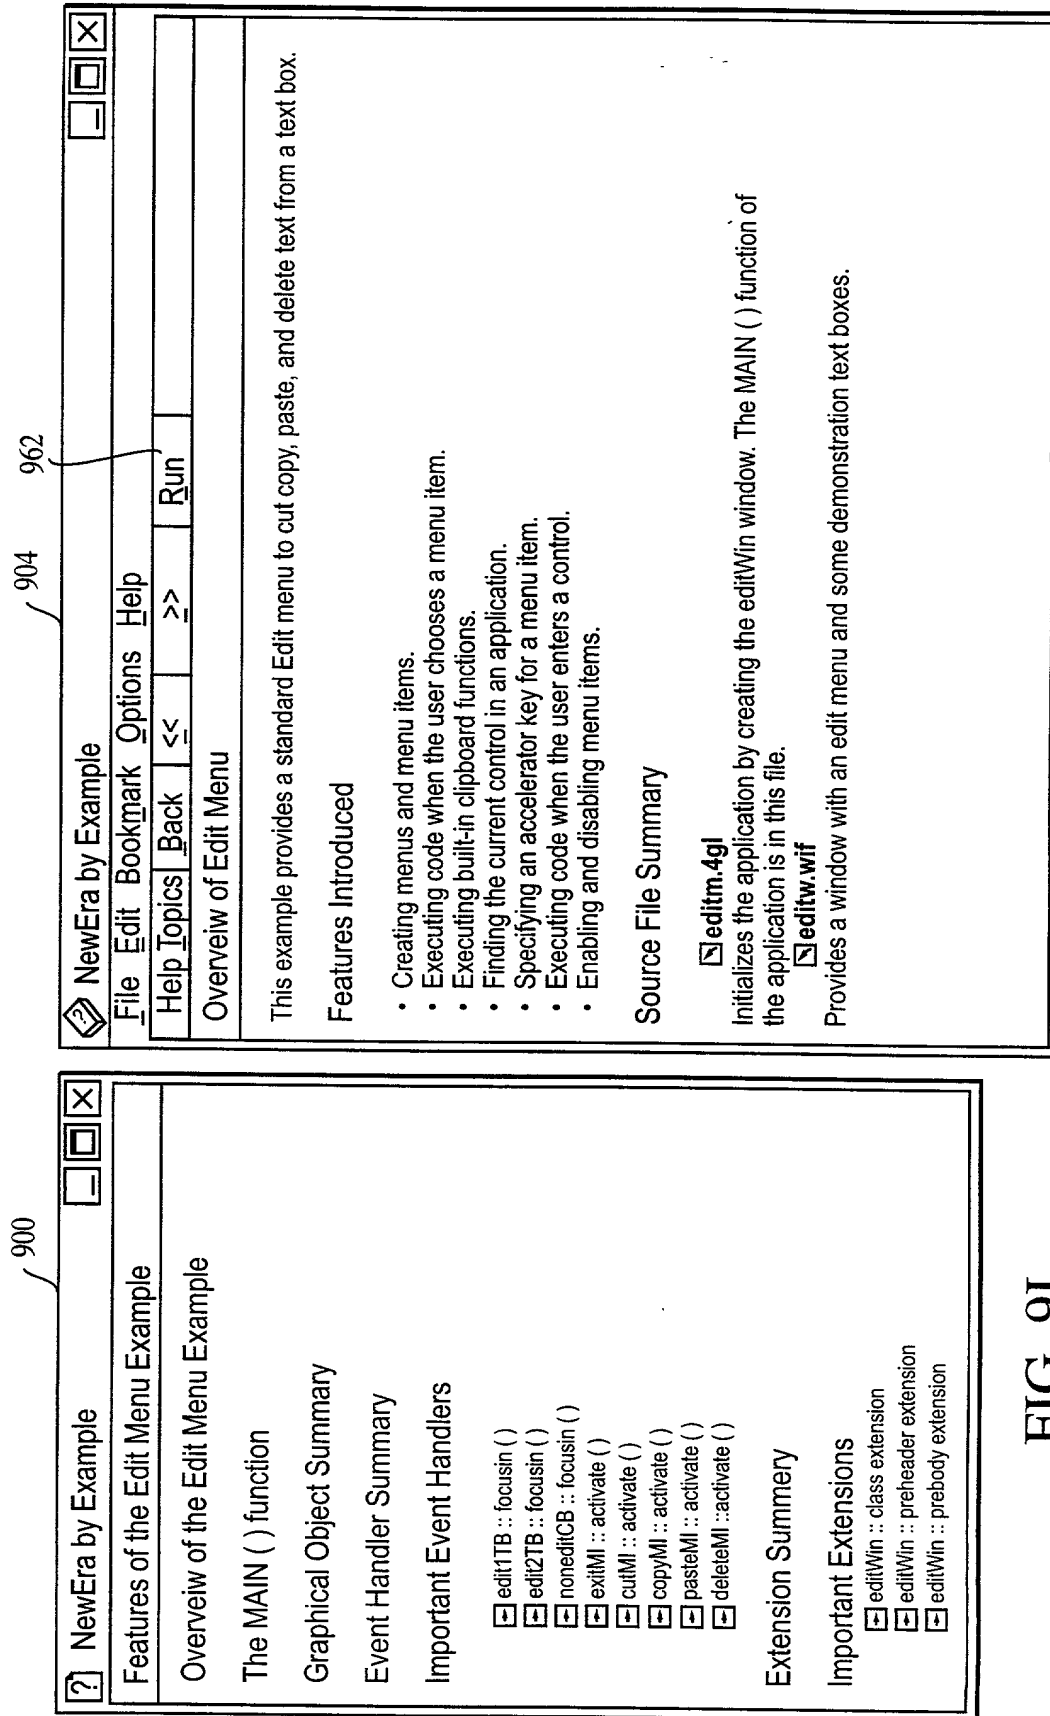 900
NewEra by Example
Features of the Edit Menu Example
Overveiw of the Edit Menu Example
The MAIN ( ) function
Graphical Object Summary
Event Handler Summary
Important Event Handlers
edit1TB :: focusin ( )
edit2TB :: focusin ( )
noneditCB :: focusin ( )
exitMI :: activate ( )
cutMI :: activate ( )
copyMI :: activate ( )
pasteMI :: activate ( )
deleteMI ::activate ( )
Extension Summery
Important Extensions
editWin :: class extension
editWin :: preheader extension
editWin :: prebody extension
904
962
NewEra by Example
File Edit Bookmark Options Help
Help Topics Back << >> Run
Overveiw of Edit Menu
This example provides a standard Edit menu to cut copy, paste, and delete text from a text box.
Features Introduced
• Creating menus and menu items.
• Executing code when the user chooses a menu item.
• Executing built-in clipboard functions.
• Finding the current control in an application.
• Specifying an accelerator key for a menu item.
• Executing code when the user enters a control.
• Enabling and disabling menu items.
Source File Summary
editm.4gl
Initializes the application by creating the editWin window. The MAIN ( ) function of
the application is in this file.
editw.wif
Provides a window with an edit menu and some demonstration text boxes.